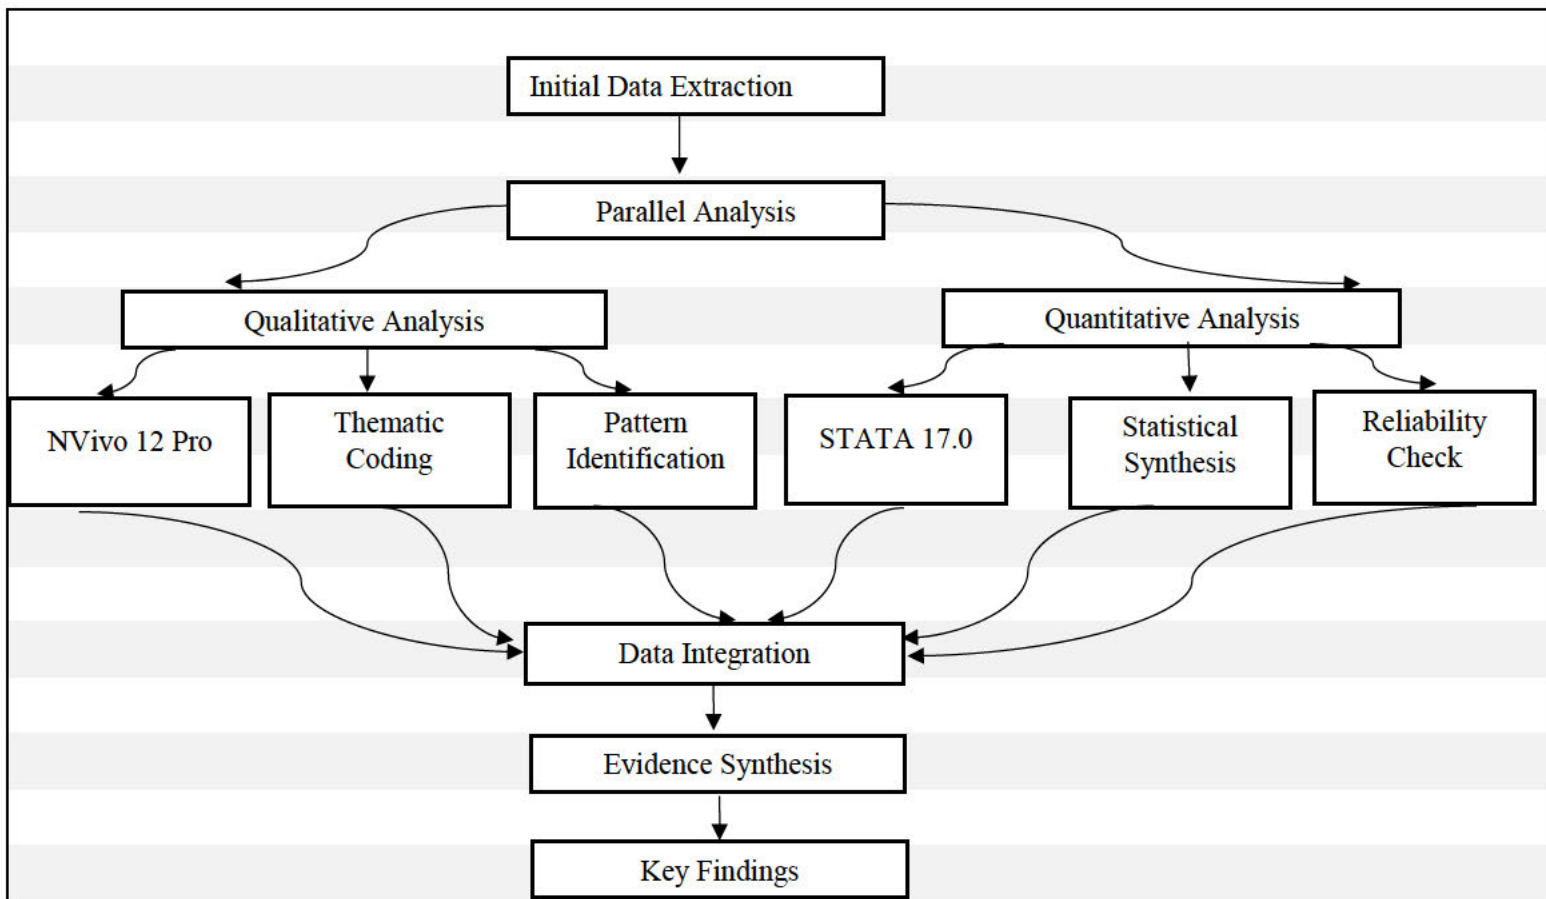 Initial Data Extraction
Parallel Analysis
Qualitative Analysis
Quantitative Analysis
NVivo 12 Pro
Thematic
Coding
Pattern
Identification
STATA 17.0
Statistical
Synthesis
Reliability
Check
Data Integration
Evidence Synthesis
Key Findings